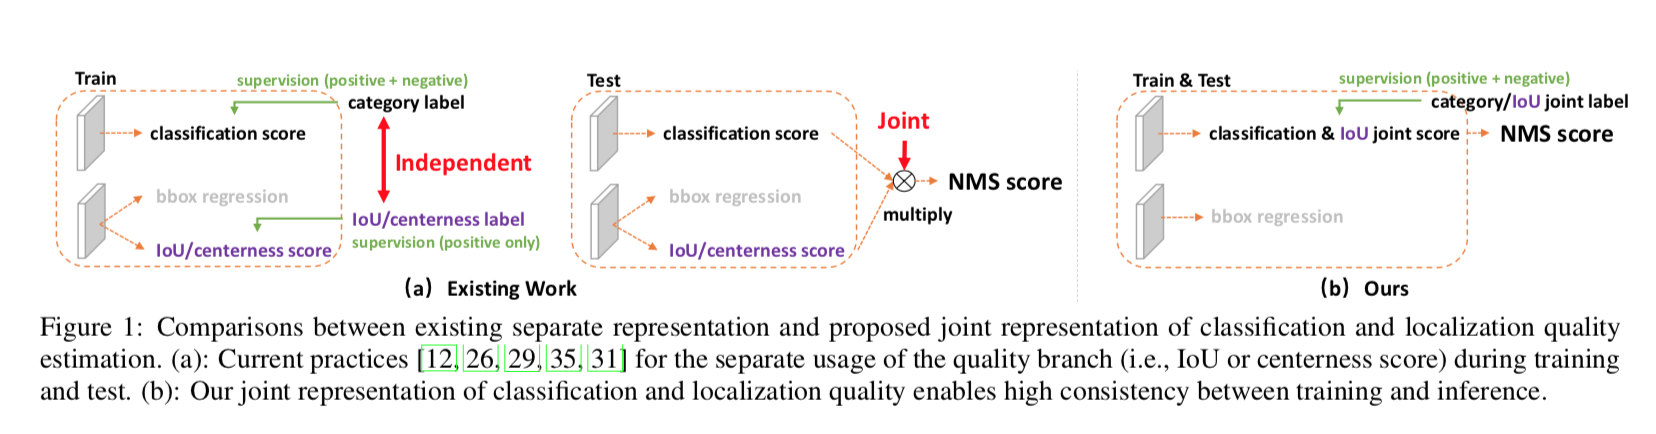 Train
supervision (positive + negative)
category label
classification score
Independent
bbox regression
IoU/centerness label
supervision (positive only)
IoU/centerness score
Test
classification score
bbox regression
IoU/centerness score
Joint
NMS score
multiply
(a) Existing Work
Train & Test
supervision (positive + negative)
category/IoU joint label
classification & IoU joint score
NMS score
bbox regression
(b) Ours
Figure 1: Comparisons between existing separate representation and proposed joint representation of classification and localization quality
estimation. (a): Current practices [12, 26, 29, 35, 31] for the separate usage of the quality branch (i.e., IoU or centerness score) during training
and test. (b): Our joint representation of classification and localization quality enables high consistency between training and inference.